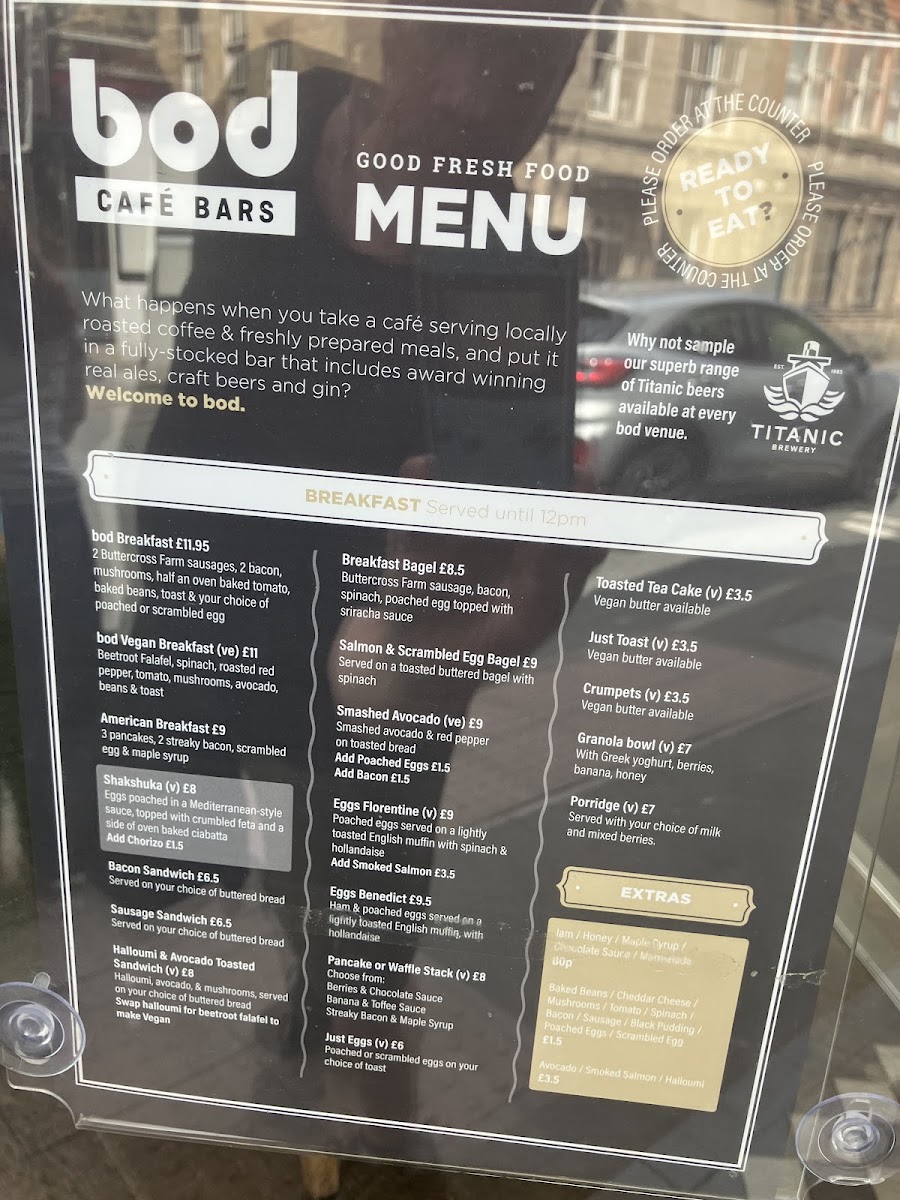 bod
CAFÉ BARS
GOOD FRESH FOOD
MENU
PLEASE ORDER AT THE COUNTER
PLEASE ORDER AT THE COUNTER
READY
TO
EAT?
What happens when you take a café serving locally
roasted coffee & freshly prepared meals, and put it
in a fully-stocked bar that includes award winning
real ales, craft beers and gin?
Welcome to bod.
Why not sample
our superb range
of Titanic beers
available at every
bod venue.
EST. 1985
TITANIC
BREWERY
BREAKFAST Served until 12pm
bod Breakfast £11.95
2 Buttercross Farm sausages, 2 bacon,
mushrooms, half an oven baked tomato,
baked beans, toast & your choice of
poached or scrambled egg
bod Vegan Breakfast (ve) £11
Beetroot Falafel, spinach, roasted red
pepper, tomato, mushrooms, avocado,
beans & toast
American Breakfast £9
3 pancakes, 2 streaky bacon, scrambled
egg & maple syrup
Shakshuka (v) £8
Eggs poached in a Mediterranean-style
sauce, topped with crumbled feta and a
side of oven baked ciabatta
Add Chorizo £1.5
Bacon Sandwich £6.5
Served on your choice of buttered bread
Sausage Sandwich £6.5
Served on your choice of buttered bread
Halloumi & Avocado Toasted
Sandwich (v) £8
Halloumi, avocado, & mushrooms, served
on your choice of buttered bread
Swap halloumi for beetroot falafel to
make Vegan
Breakfast Bagel £8.5
Buttercross Farm sausage, bacon,
spinach, poached egg topped with
sriracha sauce
Salmon & Scrambled Egg Bagel £9
Served on a toasted buttered bagel with
spinach
Smashed Avocado (ve) £9
Smashed avocado & red pepper
on toasted bread
Add Poached Eggs £1.5
Add Bacon £1.5
Eggs Florentine (v) £9
Poached eggs served on a lightly
toasted English muffin with spinach &
hollandaise
Add Smoked Salmon £3.5
Eggs Benedict £9.5
Ham & poached eggs served on a
lightly toasted English muffin, with
hollandaise
Pancake or Waffle Stack (v) £8
Choose from:
Berries & Chocolate Sauce
Banana & Toffee Sauce
Streaky Bacon & Maple Syrup
Just Eggs (v) £6
Poached or scrambled eggs on your
choice of toast
Toasted Tea Cake (v) £3.5
Vegan butter available
Just Toast (v) £3.5
Vegan butter available
Crumpets (v) £3.5
Vegan butter available
Granola bowl (v) £7
With Greek yoghurt, berries,
banana, honey
Porridge (v) £7
Served with your choice of milk
and mixed berries.
EXTRAS
Jam / Honey / Maple Syrup /
Chocolate Sauce / Marmalade
80p
Baked Beans / Cheddar Cheese /
Mushrooms / Tomato / Spinach /
Bacon / Sausage / Black Pudding /
Poached Eggs / Scrambled Egg
£1.5
Avocado / Smoked Salmon / Halloumi
£3.5